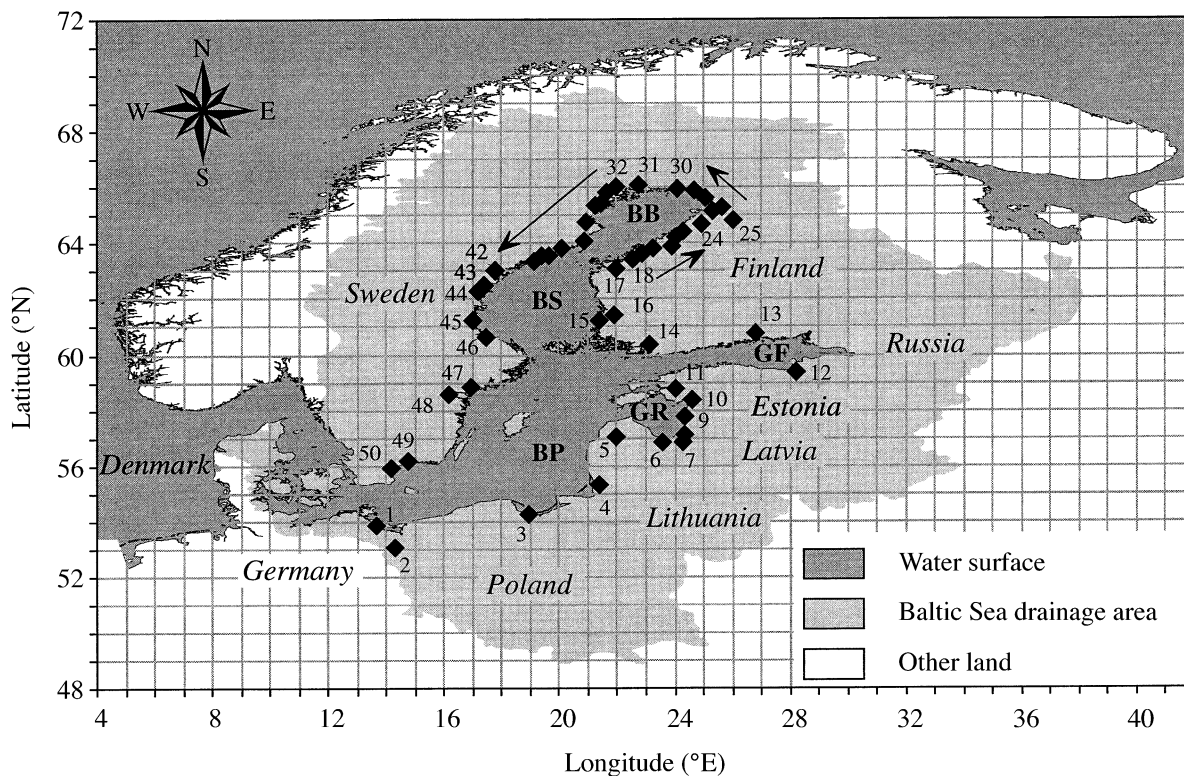 72
68
64
60
56
52
48
Latitude (°N)
N
W
E
S
32
31
30
BB
42
24
25
43
18
Finland
17
Sweden
44
BS
16
15
45
14
13
46
GF
Russia
12
47
11
48
10
Estonia
GR
9
50
49
5
6
7
Latvia
Denmark
BP
4
Lithuania
1
3
2
Germany
Poland
Water surface
Baltic Sea drainage area
Other land
4
8
12
16
20
24
28
32
36
40
Longitude (°E)